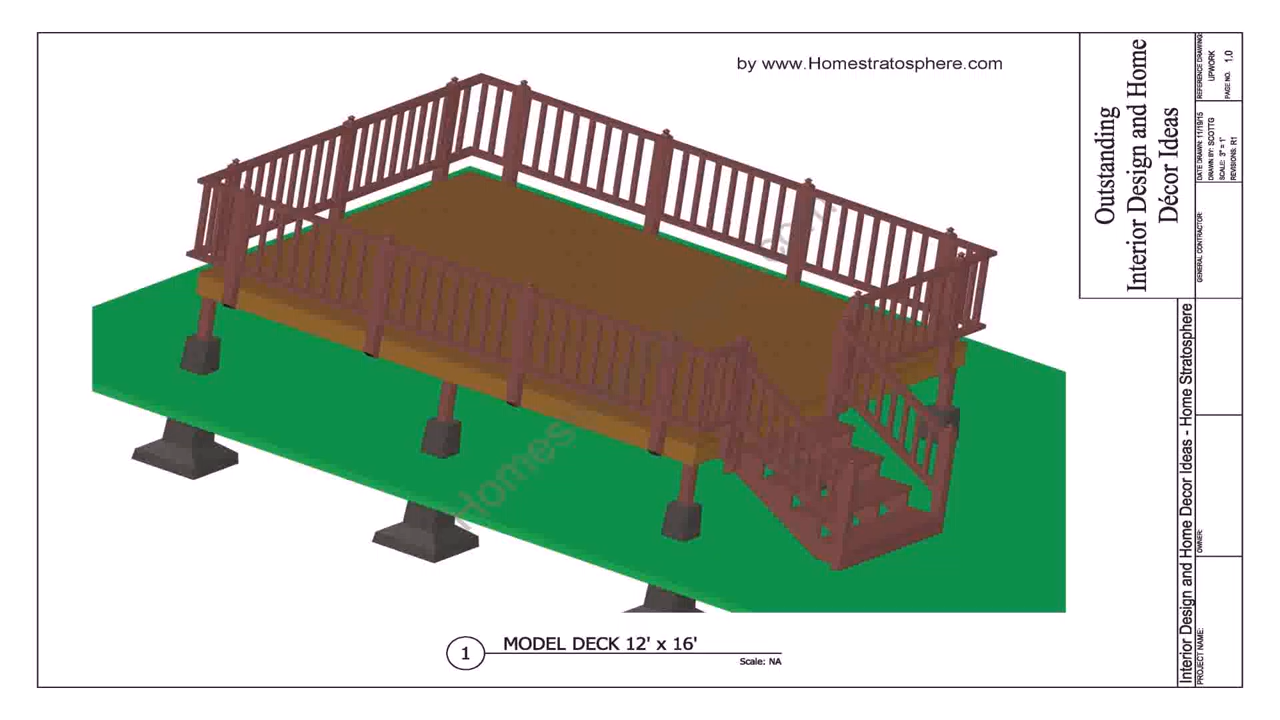 by www.Homestratosphere.com
Outstanding
Interior Design and Home
Décor Ideas
REFERENCE DRAWING:
UPWORK
PAGE NO. 1.0
DATE DRAWN: 11/19/15
DRAWN BY: SCOTTG
SCALE: 3" = 1'
REVISIONS: R1
GENERAL CONTRACTOR:
Interior Design and Home Decor Ideas - Home Stratosphere
OWNER:
PROJECT NAME:
1
MODEL DECK 12' x 16'
Scale: NA